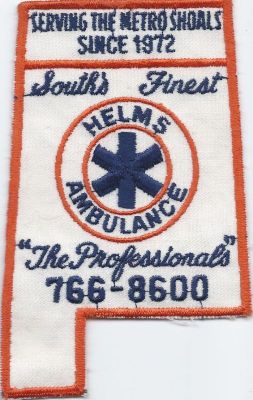 SERVING THE METRO SHOALS
SINCE 1972
South's Finest
HELMS
AMBULANCE
"The Professionals"
766-8600